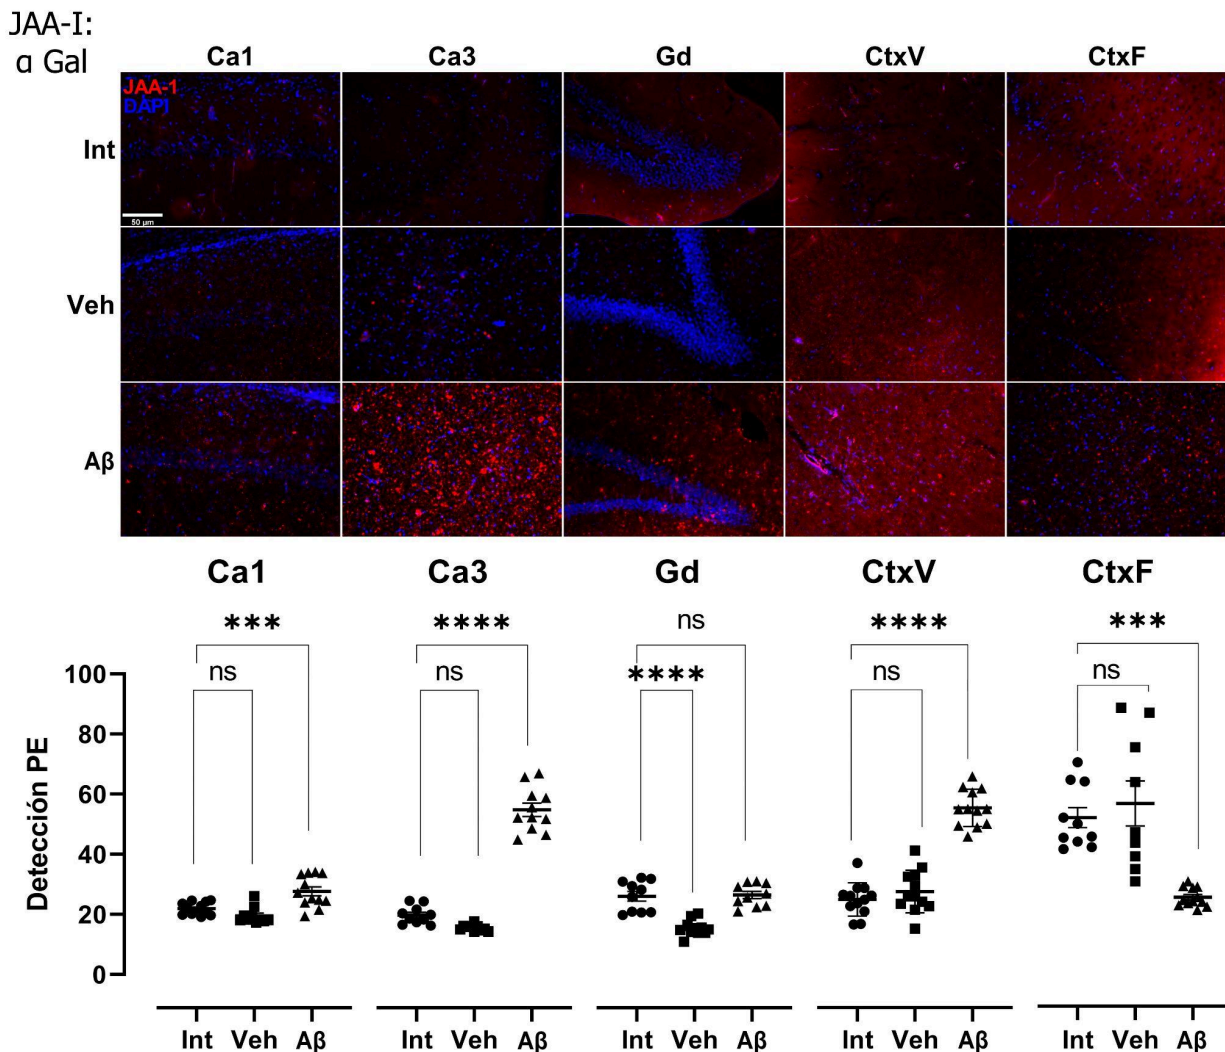 JAA-I:
α Gal
Ca1 Ca3 Gd CtxV CtxF
JAA-1
DAPI
Int
50 μm
Veh
Aβ
Ca1 Ca3 Gd CtxV CtxF
*** **** ns **** ***
ns ns **** ns ns
Detección PE
100
80
60
40
20
0
Int Veh Aβ Int Veh Aβ Int Veh Aβ Int Veh Aβ Int Veh Aβ